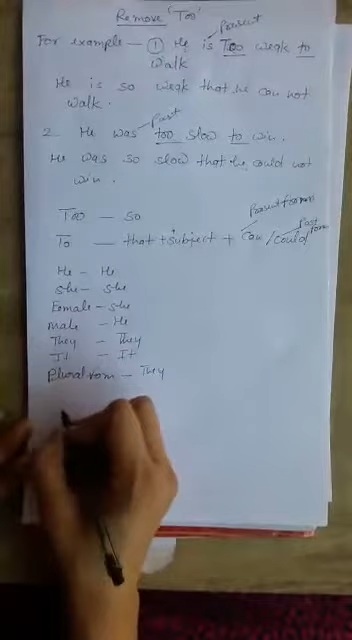 Remove 'Too'
Present
For example — ① He is Too weak to
walk
He is so weak that he can not
walk.
Past
2. He was too slow to win.
He was so slow that he could not
win.
Too — so
Present form
Past form
To — that + subject + can / could
He - He
She - she
Female - she
Male - He
They - They
It - It
Plural nom - They